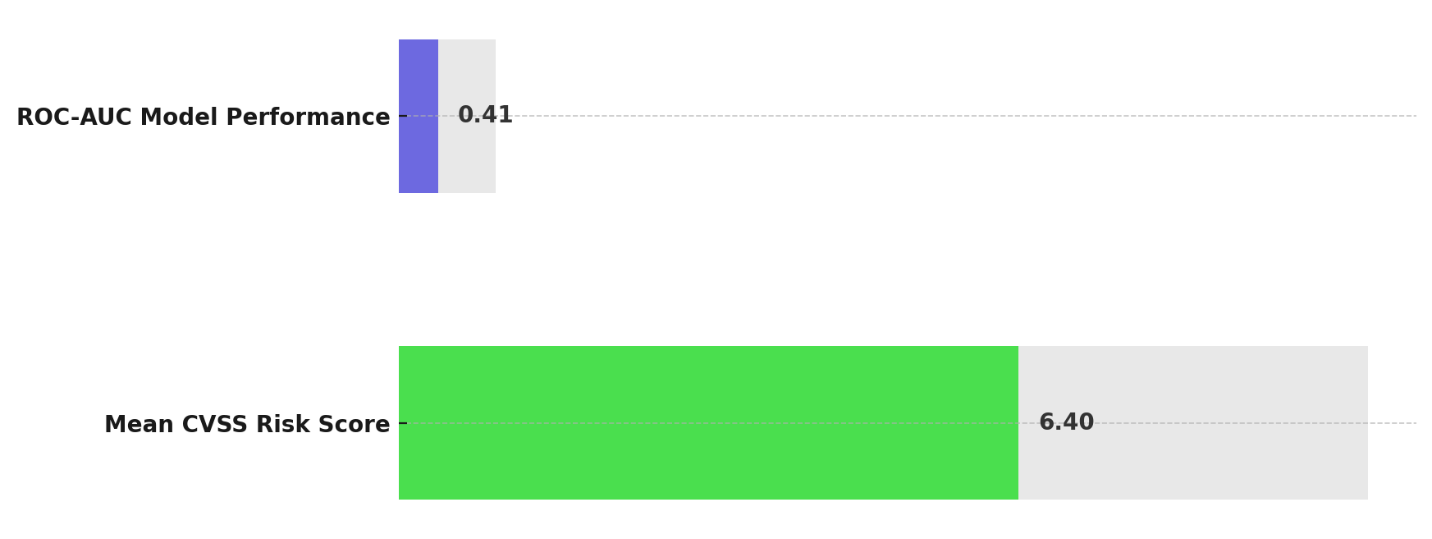 ROC-AUC Model Performance
0.41
Mean CVSS Risk Score
6.40